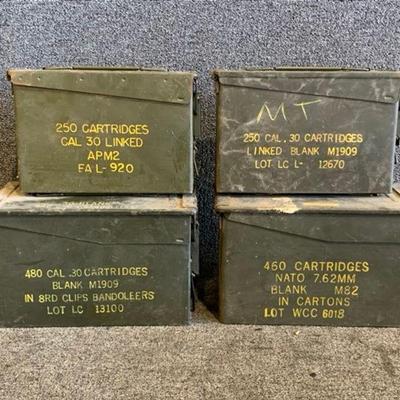 250 CARTRIDGES
CAL 30 LINKED
APM2
FA L- 920
MT
250 CAL .30 CARTRIDGES
LINKED BLANK M1909
LOT LC L- 12670
480 CAL .30 CARTRIDGES
BLANK M1909
IN 8RD CLIPS BANDOLEERS
LOT LC 13100
460 CARTRIDGES
NATO 7.62MM
BLANK M82
IN CARTONS
LOT WCC 6018